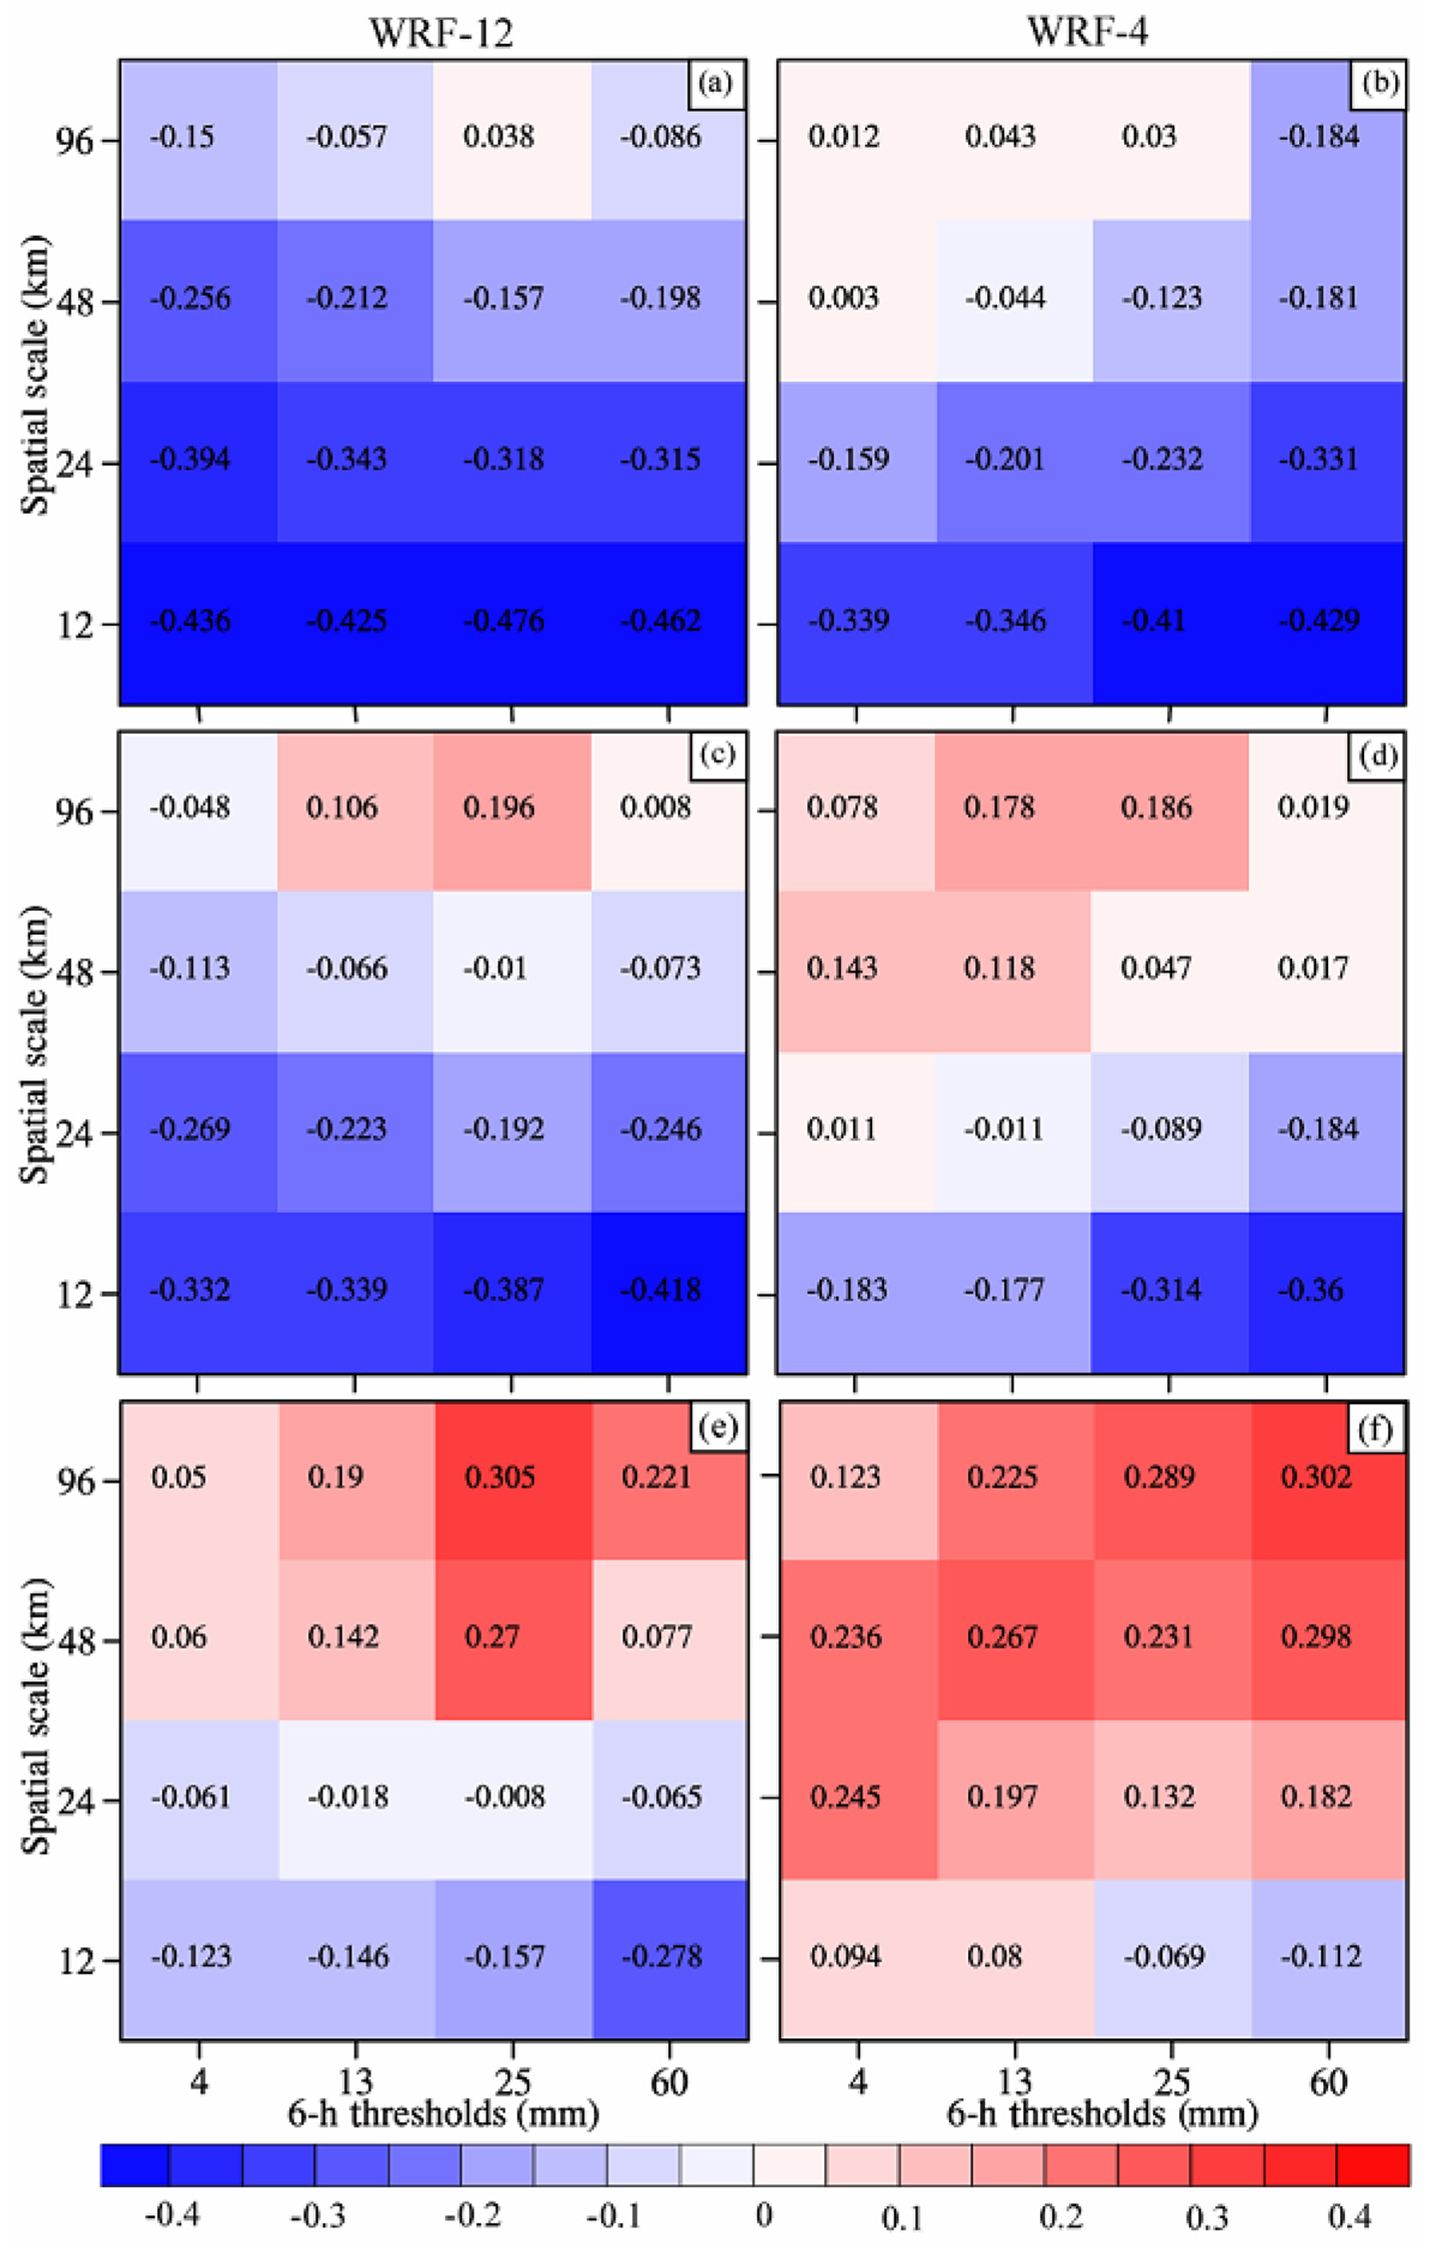 WRF-12 WRF-4
(a) (b)
96 -0.15 -0.057 0.038 -0.086 0.012 0.043 0.03 -0.184
48 -0.256 -0.212 -0.157 -0.198 0.003 -0.044 -0.123 -0.181
Spatial scale (km)
24 -0.394 -0.343 -0.318 -0.315 -0.159 -0.201 -0.232 -0.331
12 -0.436 -0.425 -0.476 -0.462 -0.339 -0.346 -0.41 -0.429
(c) (d)
96 -0.048 0.106 0.196 0.008 0.078 0.178 0.186 0.019
48 -0.113 -0.066 -0.01 -0.073 0.143 0.118 0.047 0.017
Spatial scale (km)
24 -0.269 -0.223 -0.192 -0.246 0.011 -0.011 -0.089 -0.184
12 -0.332 -0.339 -0.387 -0.418 -0.183 -0.177 -0.314 -0.36
(e) (f)
96 0.05 0.19 0.305 0.221 0.123 0.225 0.289 0.302
48 0.06 0.142 0.27 0.077 0.236 0.267 0.231 0.298
Spatial scale (km)
24 -0.061 -0.018 -0.008 -0.065 0.245 0.197 0.132 0.182
12 -0.123 -0.146 -0.157 -0.278 0.094 0.08 -0.069 -0.112
4 13 25 60 4 13 25 60
6-h thresholds (mm) 6-h thresholds (mm)
-0.4 -0.3 -0.2 -0.1 0 0.1 0.2 0.3 0.4